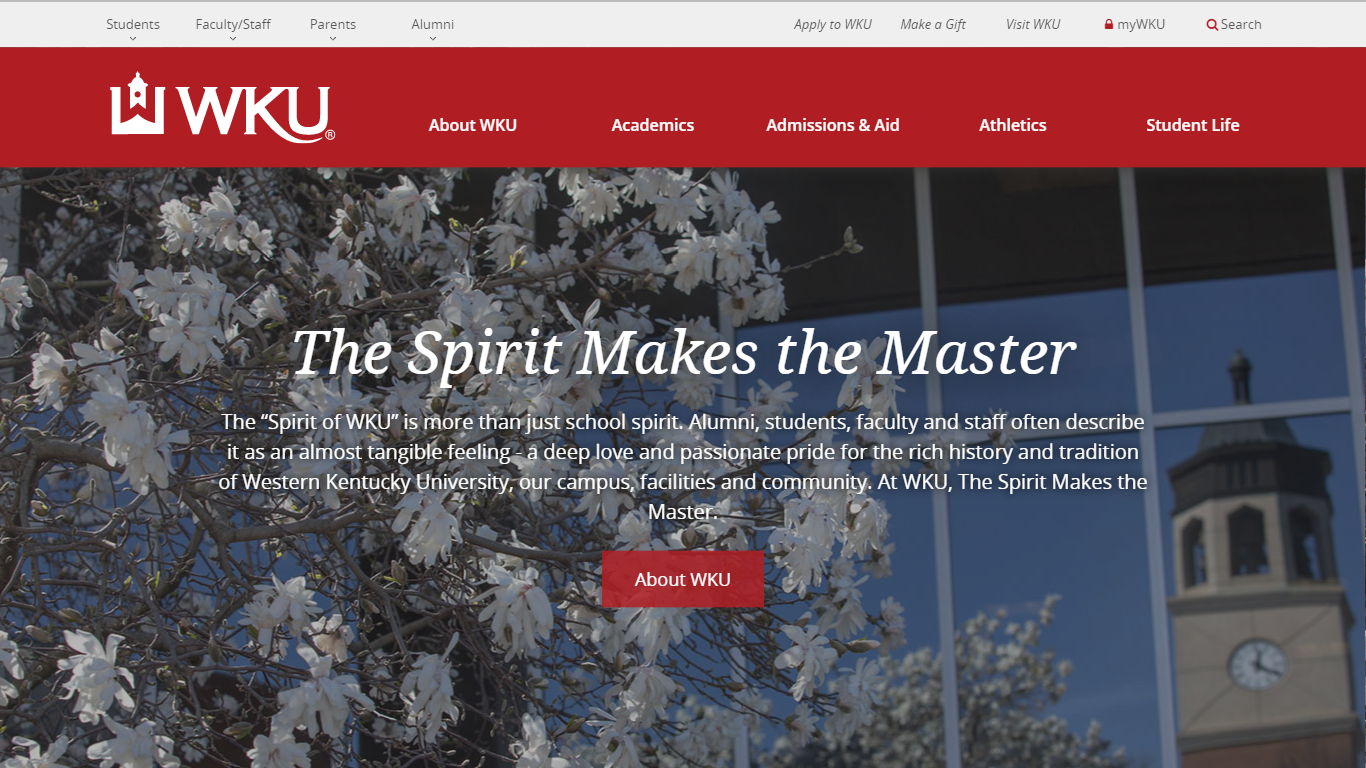 Students Faculty/Staff Parents Alumni Apply to WKU Make a Gift Visit WKU myWKU Search
WKU®
About WKU Academics Admissions & Aid Athletics Student Life
The Spirit Makes the Master
The “Spirit of WKU” is more than just school spirit. Alumni, students, faculty and staff often describe
it as an almost tangible feeling - a deep love and passionate pride for the rich history and tradition
of Western Kentucky University, our campus, facilities and community. At WKU, The Spirit Makes the
Master.
About WKU